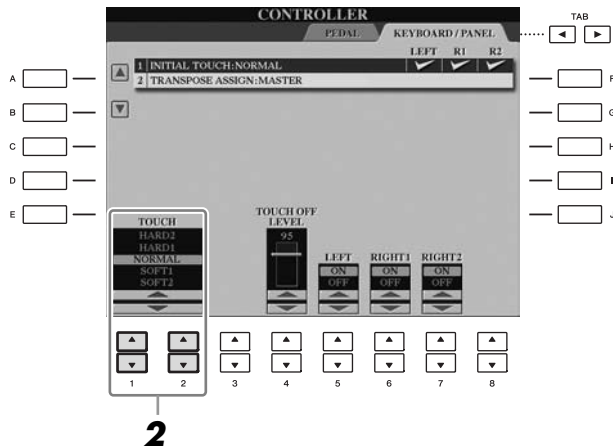 CONTROLLER
PEDAL KEYBOARD / PANEL
TAB
LEFT R1 R2
1 INITIAL TOUCH:NORMAL
2 TRANSPOSE ASSIGN:MASTER
A
B
C
D
E
F
G
H
I
J
TOUCH
HARD2
HARD1
NORMAL
SOFT1
SOFT2
TOUCH OFF
LEVEL
95
LEFT RIGHT1 RIGHT2
ON ON ON
OFF OFF OFF
1 2 3 4 5 6 7 8
2